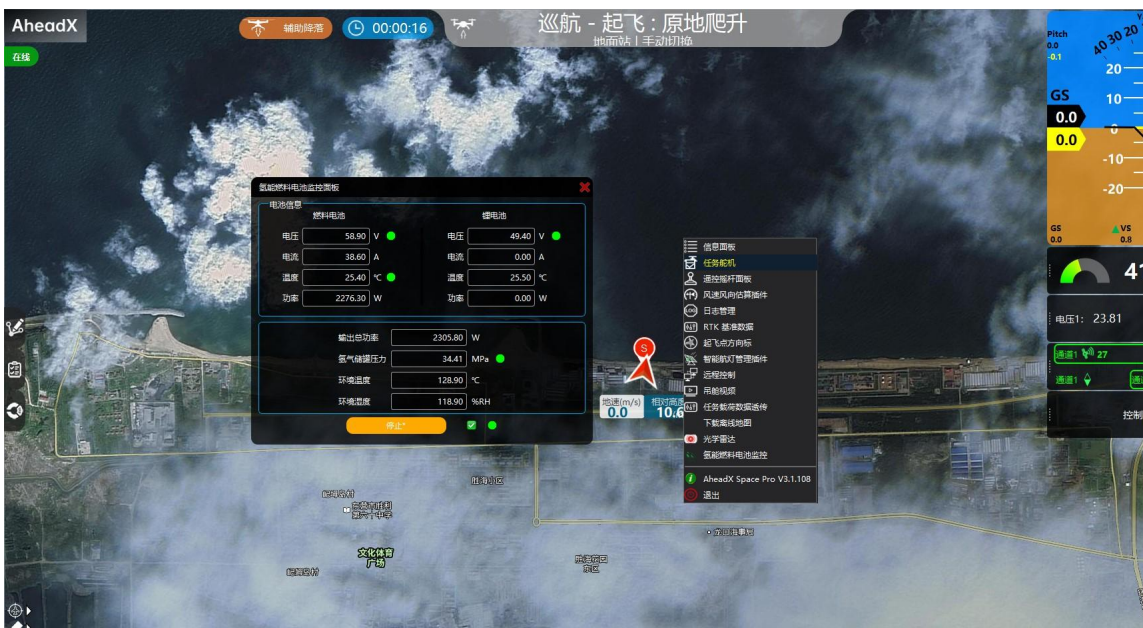 AheadX
辅助降落
00:00:16
巡航 - 起飞 : 原地爬升
地面站 | 手动切换
在线
Pitch
0.0
-0.1
40 30 20
20
GS
10
0.0
0
0.0
-10
-20
GS
VS
0.0
0.8
氢能燃料电池监控面板
电池信息
燃料电池
锂电池
电压 58.90 V
电压 49.40 V
电流 38.60 A
电流 0.00 A
温度 25.40 ℃
温度 25.50 ℃
功率 2276.30 W
功率 0.00 W
输出总功率 2305.80 W
氢气储罐压力 34.41 MPa
环境温度 128.90 ℃
环境湿度 118.90 %RH
停止*
信息面板
任务舵机
遥控摇杆面板
风速风向估算插件
日志管理
RTK 基准数据
起飞点方向标
智能航灯管理插件
远程控制
吊舱视频
任务载荷数据透传
下载离线地图
光学雷达
氢能燃料电池监控
AheadX Space Pro V3.1.108
退出
S
地速(m/s)
0.0
相对高度
10.6
41
电压1: 23.81
通道1 27
通道1
控制
胜海小区
东营市胜利
第六十中学
文化体育
广场
东区